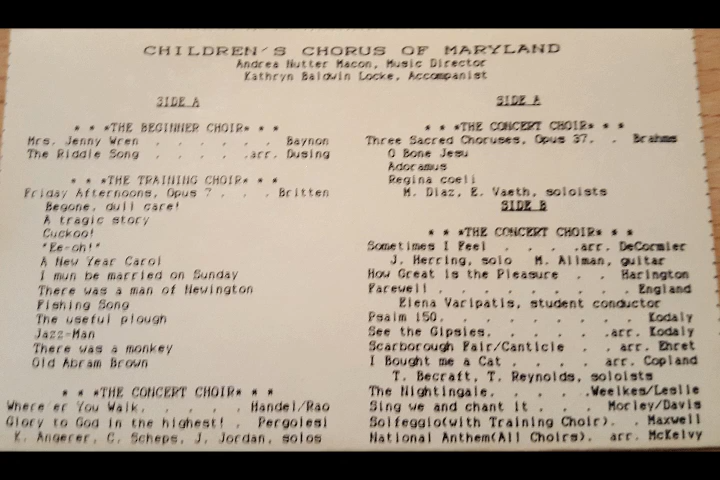 CHILDREN'S CHORUS OF MARYLAND
Andrea Nutter Macon, Music Director
Kathryn Baldwin Locke, Accompanist
SIDE A
* * *THE BEGINNER CHOIR* * *
Mrs. Jenny Wren . . . . . . Baynon
The Riddle Song . . . . .arr. Dusing
* * *THE TRAINING CHOIR* * *
Friday Afternoons, Opus 7 . . . Britten
Begone, dull care!
A tragic story
Cuckoo!
"Ee-oh!"
A New Year Carol
I mun be married on Sunday
There was a man of Newington
Fishing Song
The useful plough
Jazz-Man
There was a monkey
Old Abram Brown
* * *THE CONCERT CHOIR* * *
Where'er You Walk. . . . . Handel/Rao
Glory to God in the highest! . Pergolesi
K. Angerer, C. Scheps, J. Jordan, solos
SIDE A
* * *THE CONCERT CHOIR* * *
Three Sacred Choruses, Opus 37. . Brahms
O Bone Jesu
Adoramus
Regina coeli
M. Diaz, E. Vaeth, soloists
SIDE B
* * *THE CONCERT CHOIR* * *
Sometimes I Feel . . . .arr. DeCormier
J. Herring, solo M. Allman, guitar
How Great is the Pleasure . . Harington
Farewell . . . . . . . . . England
Elena Varipatis, student conductor
Psalm 150. . . . . . . . . Kodaly
See the Gipsies. . . . . . .arr. Kodaly
Scarborough Fair/Canticle . . arr. Ehret
I Bought me a Cat . . . . arr. Copland
T. Becraft, T. Reynolds, soloists
The Nightingale. . . . .Weelkes/Leslie
Sing we and chant it . . . Morley/Davis
Solfeggio(with Training Choir). . Maxwell
National Anthem(All Choirs). arr. McKelvy